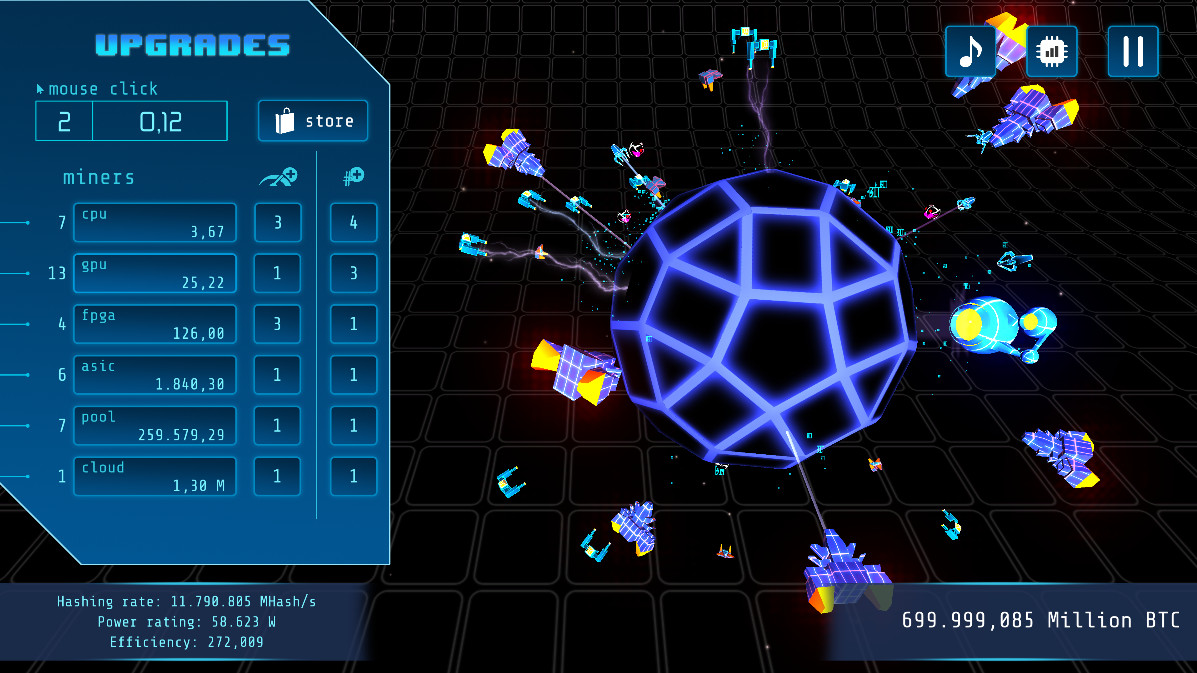 UPGRADES
mouse click
2 0,12 store
miners
7 cpu 3,67 3 4
13 gpu 25,22 1 3
4 fpga 126,00 3 1
6 asic 1.840,30 1 1
7 pool 259.579,29 1 1
1 cloud 1,30 M 1 1
Hashing rate: 11.790.805 MHash/s
Power rating: 58.623 W
Efficiency: 272,009
699.999,085 Million BTC